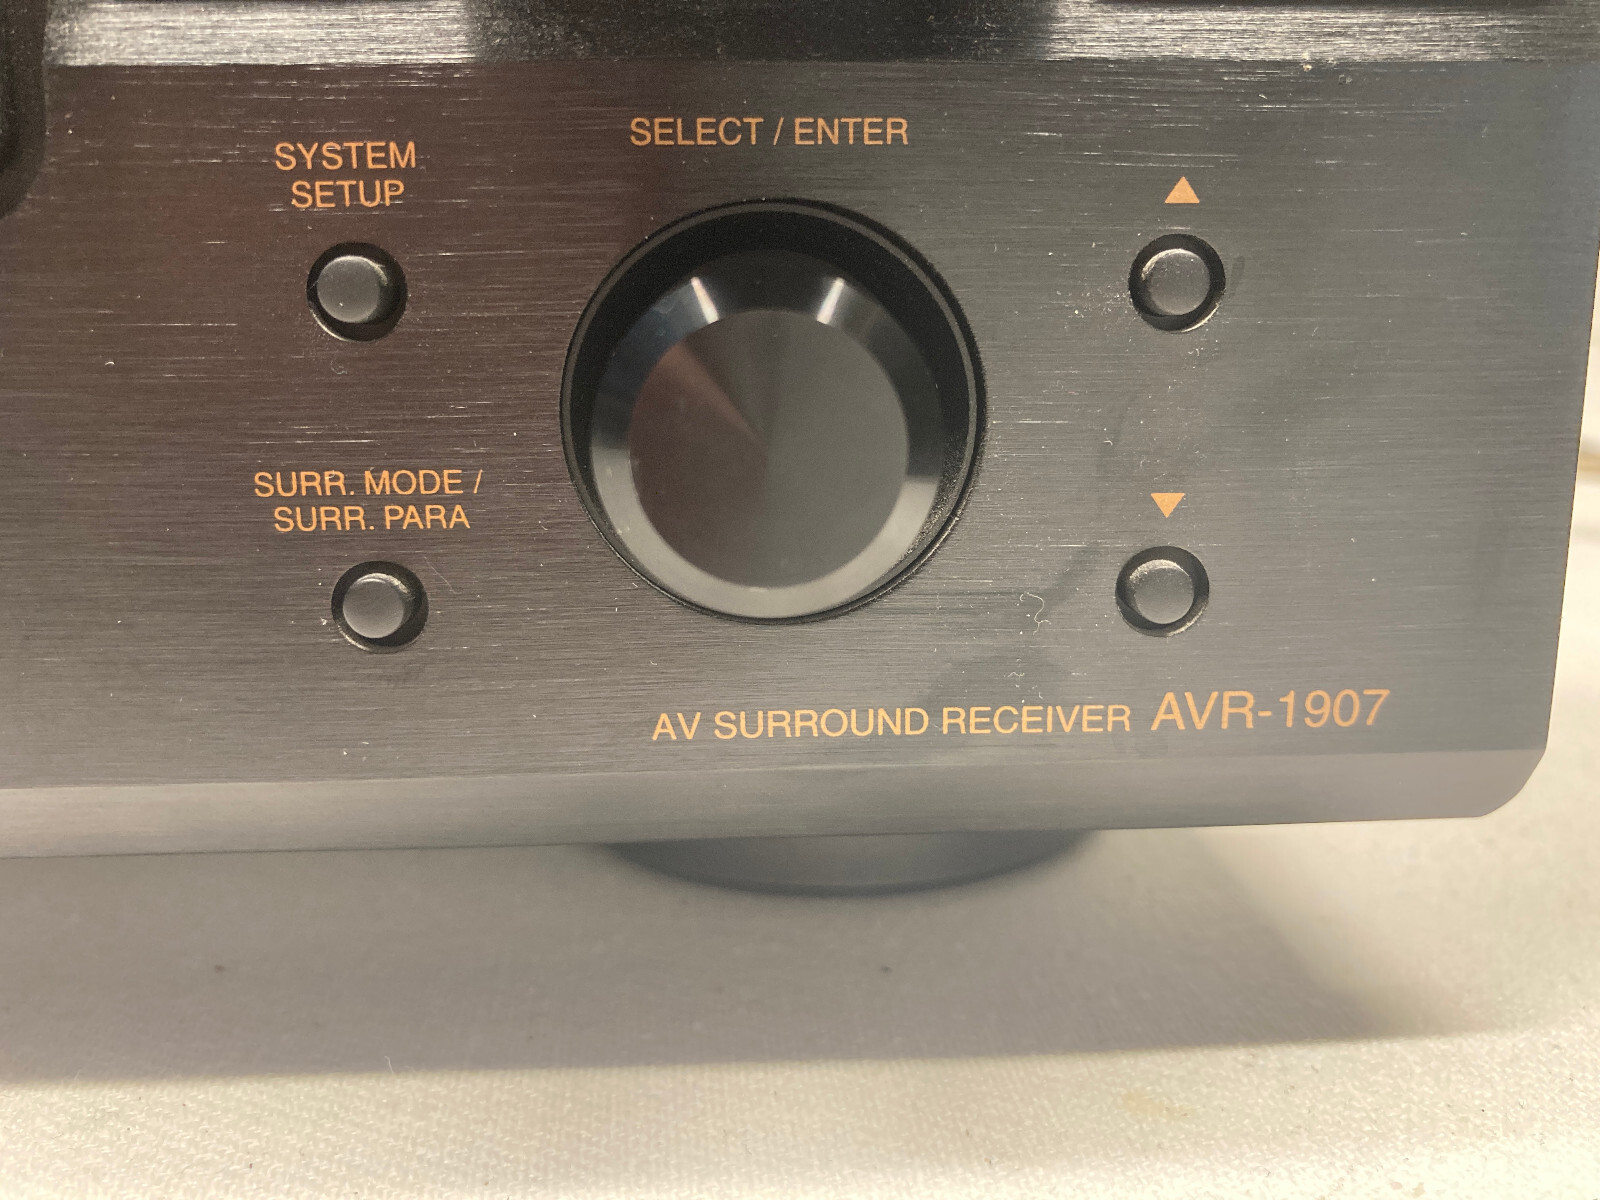 SELECT / ENTER
SYSTEM
SETUP
SURR. MODE /
SURR. PARA
AV SURROUND RECEIVER AVR-1907